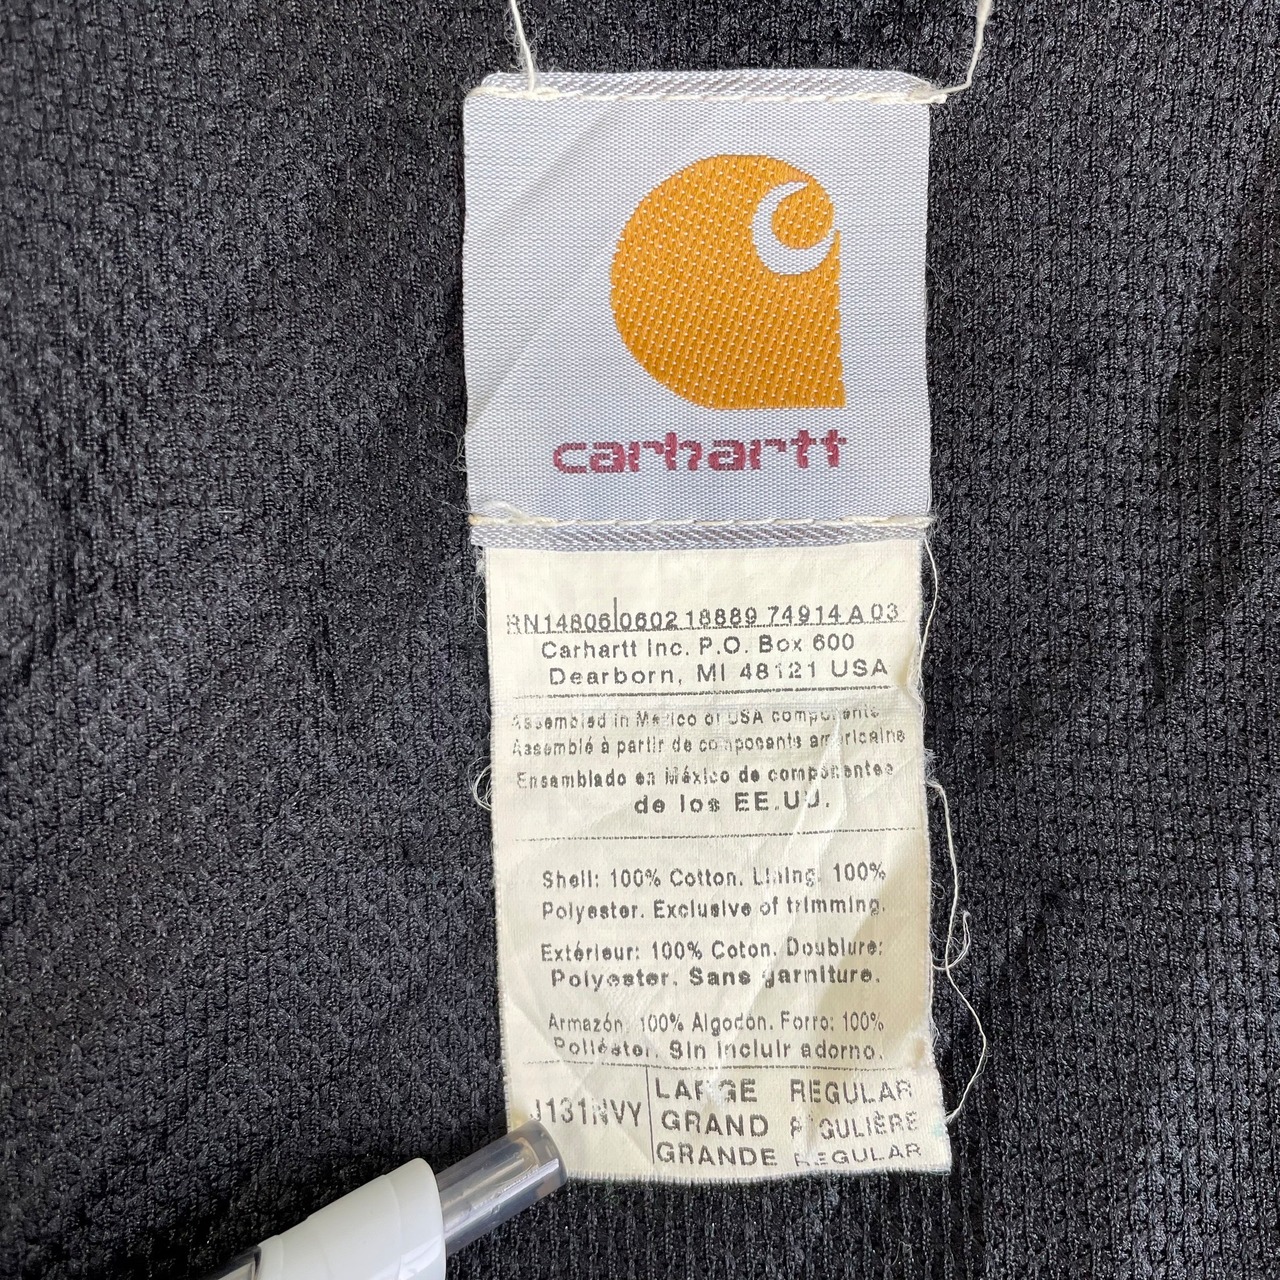 carhartt
RN14806 0602 18889 74914 A 03
Carhartt Inc. P.O. Box 600
Dearborn, MI 48121 USA
Assembled in Mexico of USA components
Assemblé à partir de composants américains
Ensamblado en México de componentes
de los EE.UU.
Shell: 100% Cotton. Lining: 100%
Polyester. Exclusive of trimming.
Extérieur: 100% Coton. Doublure:
Polyester. Sans garniture.
Armazón: 100% Algodón. Forro: 100%
Poliéster. Sin incluir adorno.
J131NVY
LARGE REGULAR
GRAND RÉGULIÈRE
GRANDE REGULAR